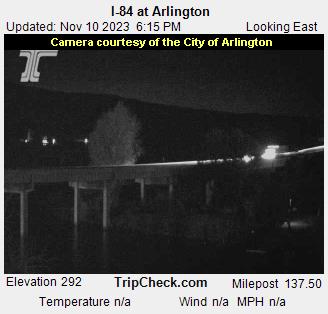 I-84 at Arlington
Updated: Nov 10 2023 6:15 PM Looking East
Camera courtesy of the City of Arlington
Elevation 292 TripCheck.com Milepost 137.50
Temperature n/a Wind n/a MPH n/a